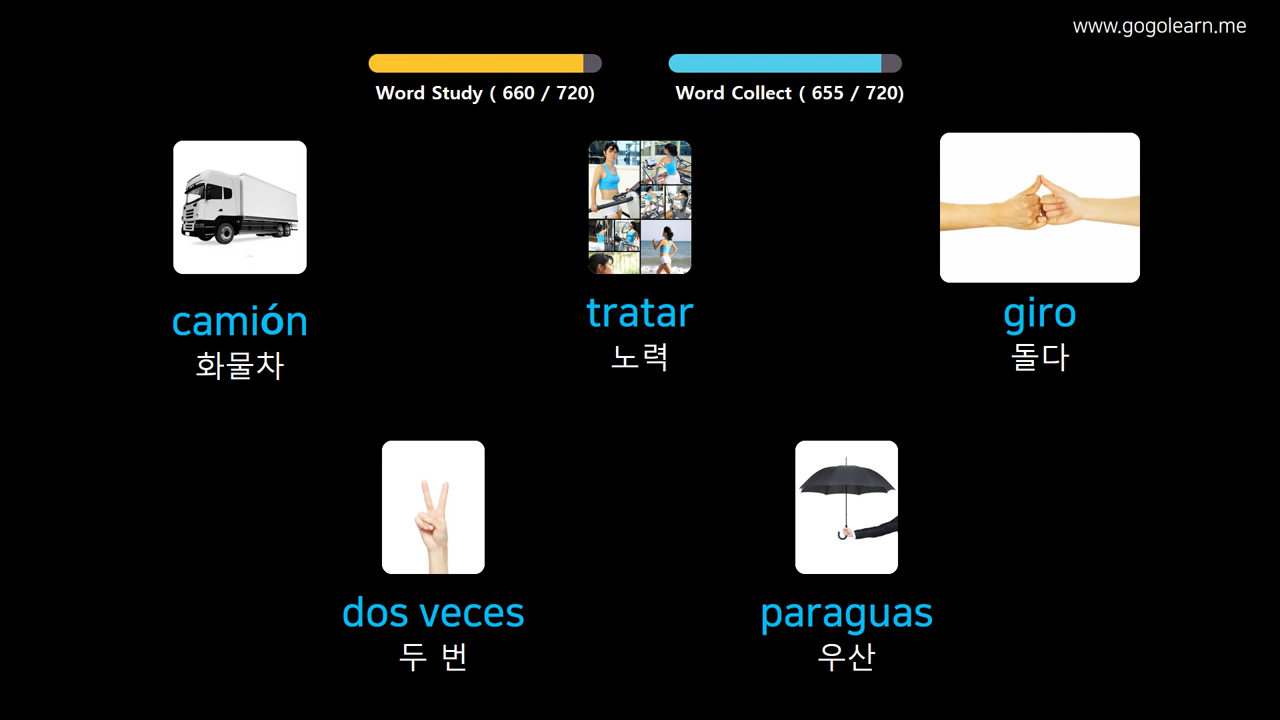 www.gogolearn.me
Word Study ( 660 / 720)
Word Collect ( 655 / 720)
camión
화물차
tratar
노력
giro
돌다
dos veces
두 번
paraguas
우산